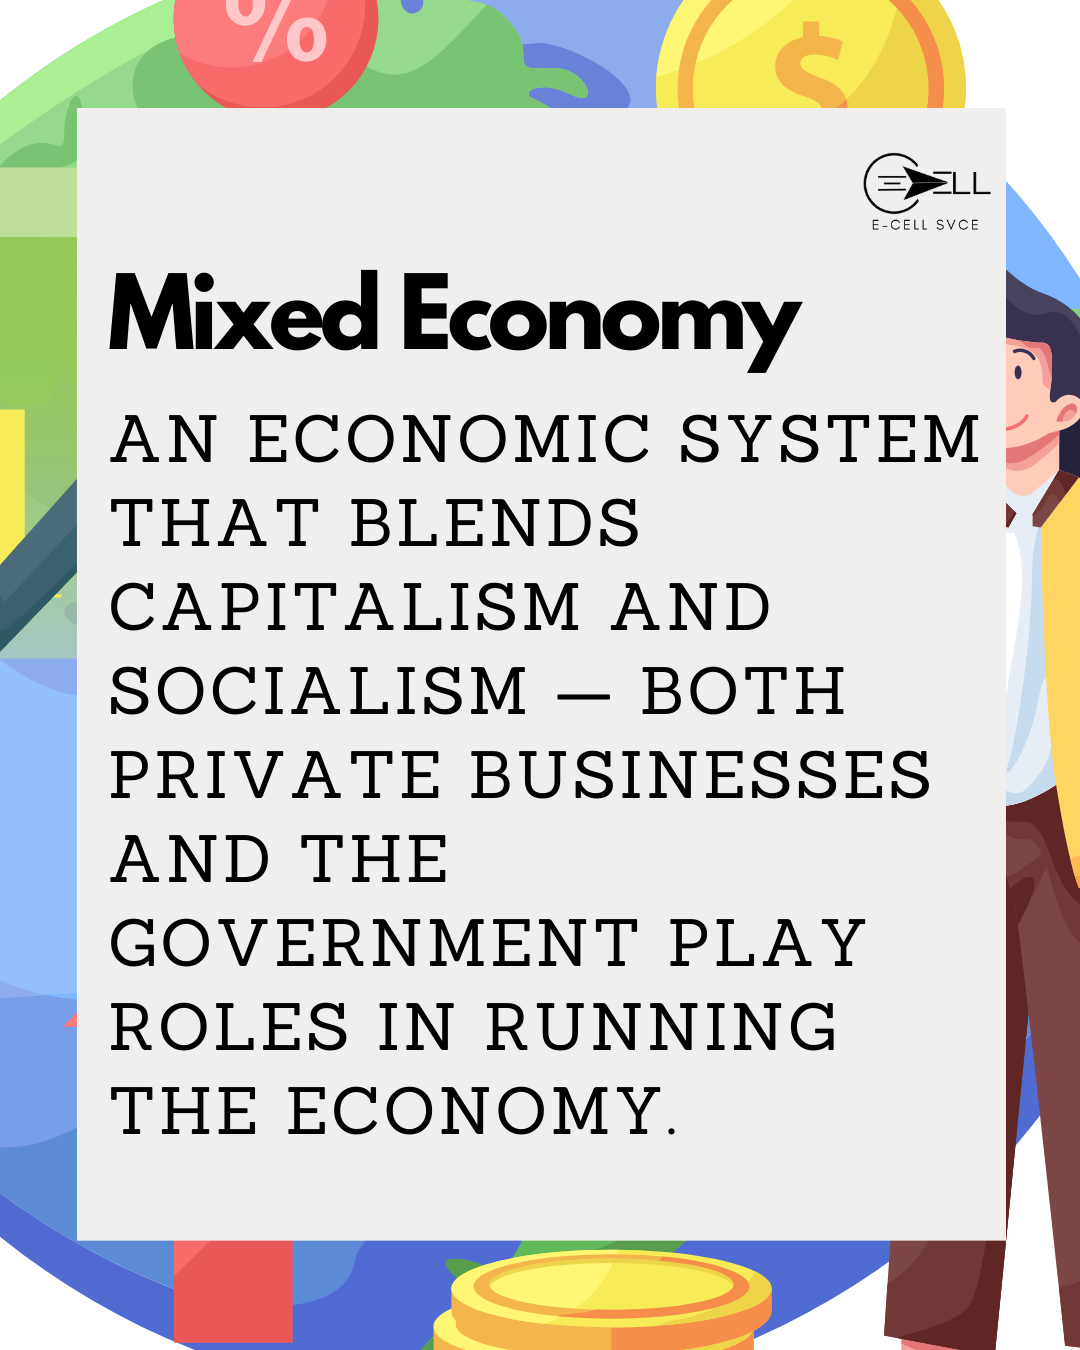 %
$
ELL
E-CELL SVCE
Mixed Economy
AN ECONOMIC SYSTEM
THAT BLENDS
CAPITALISM AND
SOCIALISM — BOTH
PRIVATE BUSINESSES
AND THE
GOVERNMENT PLAY
ROLES IN RUNNING
THE ECONOMY.